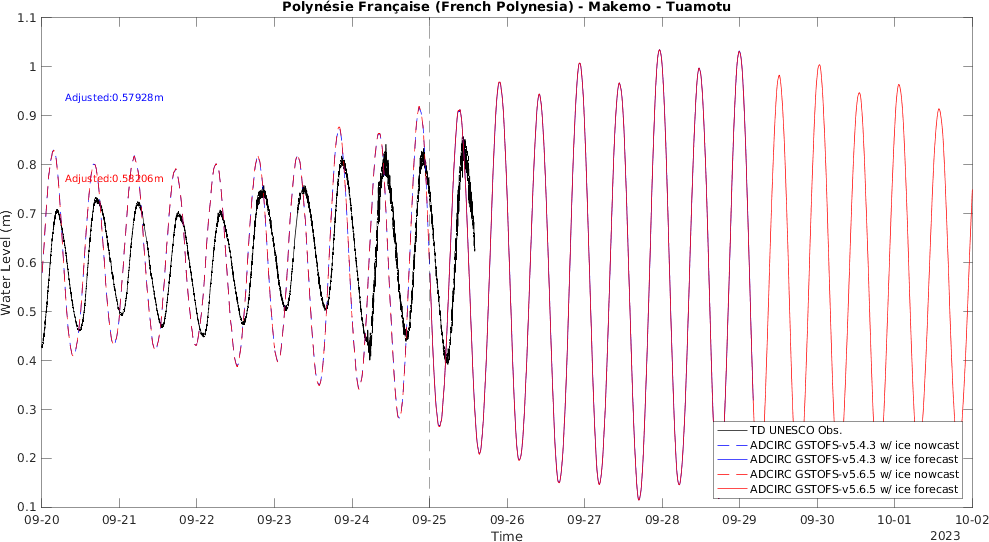 Polynésie Française (French Polynesia) - Makemo - Tuamotu
1.1
1
0.9
0.8
0.7
0.6
0.5
0.4
0.3
0.2
0.1
Water Level (m)
Adjusted:0.57928m
Adjusted:0.58206m
TD UNESCO Obs.
ADCIRC GSTOFS-v5.4.3 w/ ice nowcast
ADCIRC GSTOFS-v5.4.3 w/ ice forecast
ADCIRC GSTOFS-v5.6.5 w/ ice nowcast
ADCIRC GSTOFS-v5.6.5 w/ ice forecast
09-20 09-21 09-22 09-23 09-24 09-25 09-26 09-27 09-28 09-29 09-30 10-01 10-02
Time
2023